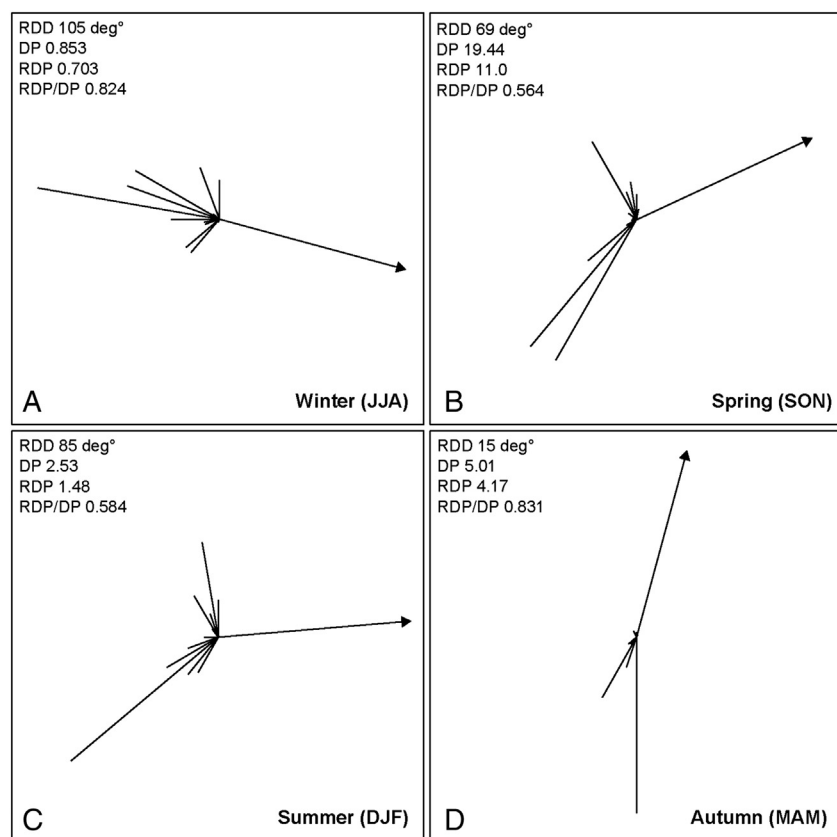 RDD 105 deg°
DP 0.853
RDP 0.703
RDP/DP 0.824
A
Winter (JJA)
RDD 69 deg°
DP 19.44
RDP 11.0
RDP/DP 0.564
B
Spring (SON)
RDD 85 deg°
DP 2.53
RDP 1.48
RDP/DP 0.584
C
Summer (DJF)
RDD 15 deg°
DP 5.01
RDP 4.17
RDP/DP 0.831
D
Autumn (MAM)